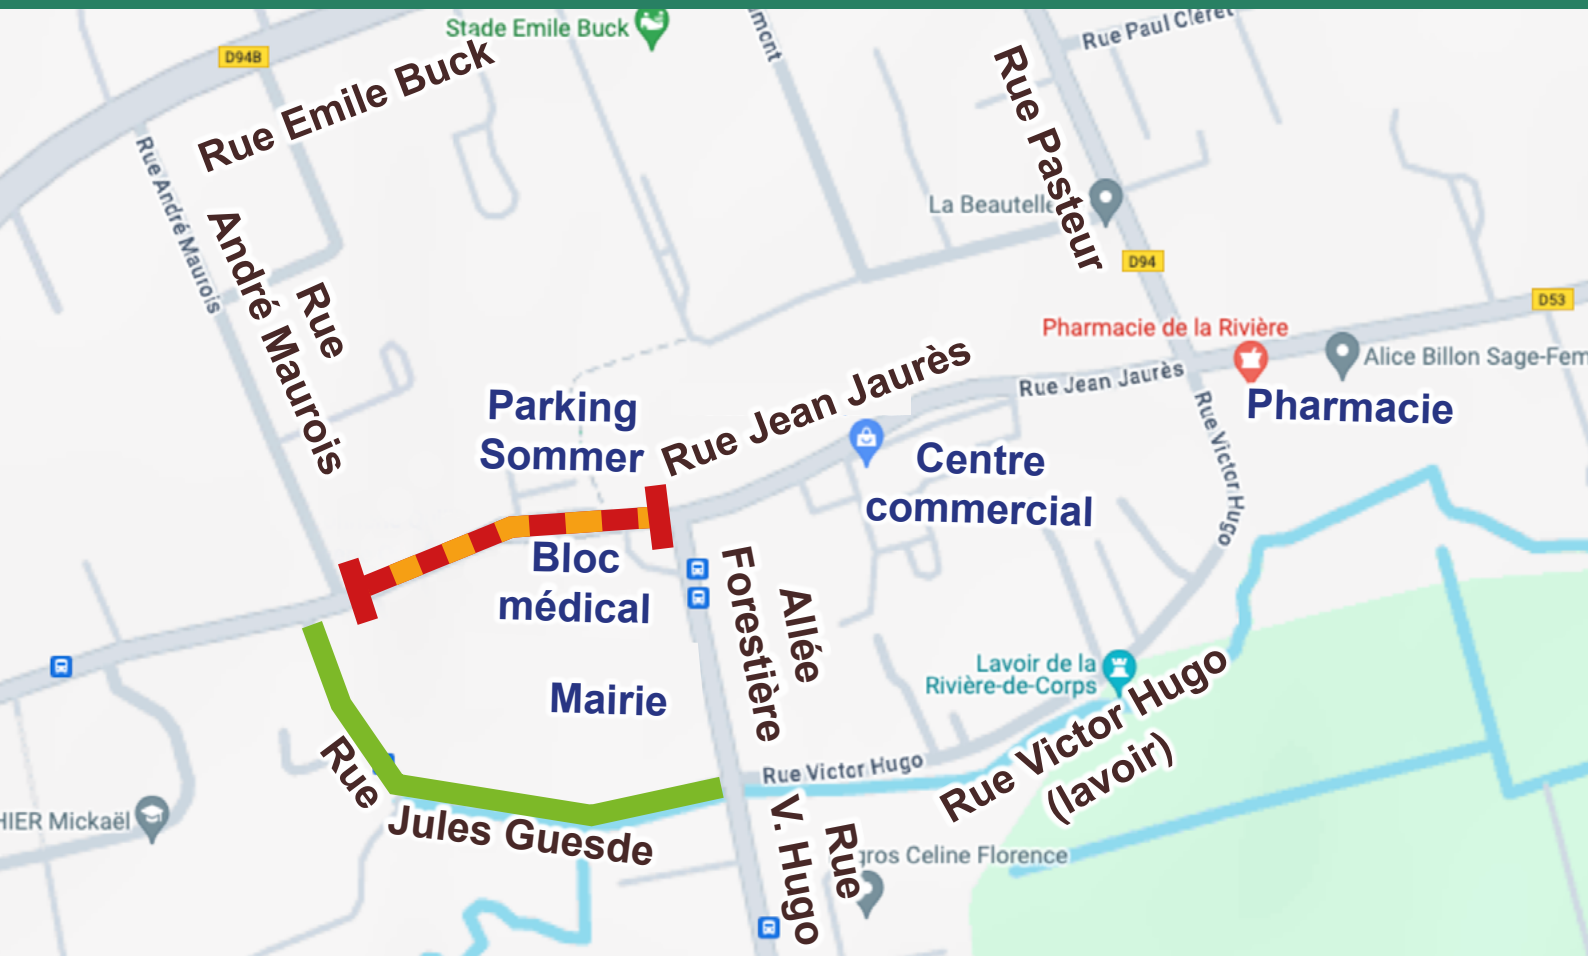 Stade Emile Buck
Rue Paul Cleret
D94B
Rue Emile Buck
Rue Pasteur
Rue André Maurois
La Beautelle
D94
Rue
André Maurois
D53
Pharmacie de la Rivière
Alice Billon Sage-Fem
Rue Jean Jaurès
Rue Jean Jaurès
Pharmacie
Parking
Sommer
Centre
commercial
Rue Victor Hugo
Bloc
médical
Allée
Forestière
Mairie
Lavoir de la
Rivière-de-Corps
Rue Victor Hugo
Rue Victor Hugo
(lavoir)
Rue
Jules Guesde
HIER Mickaël
Rue
V. Hugo
gros Celine Florence